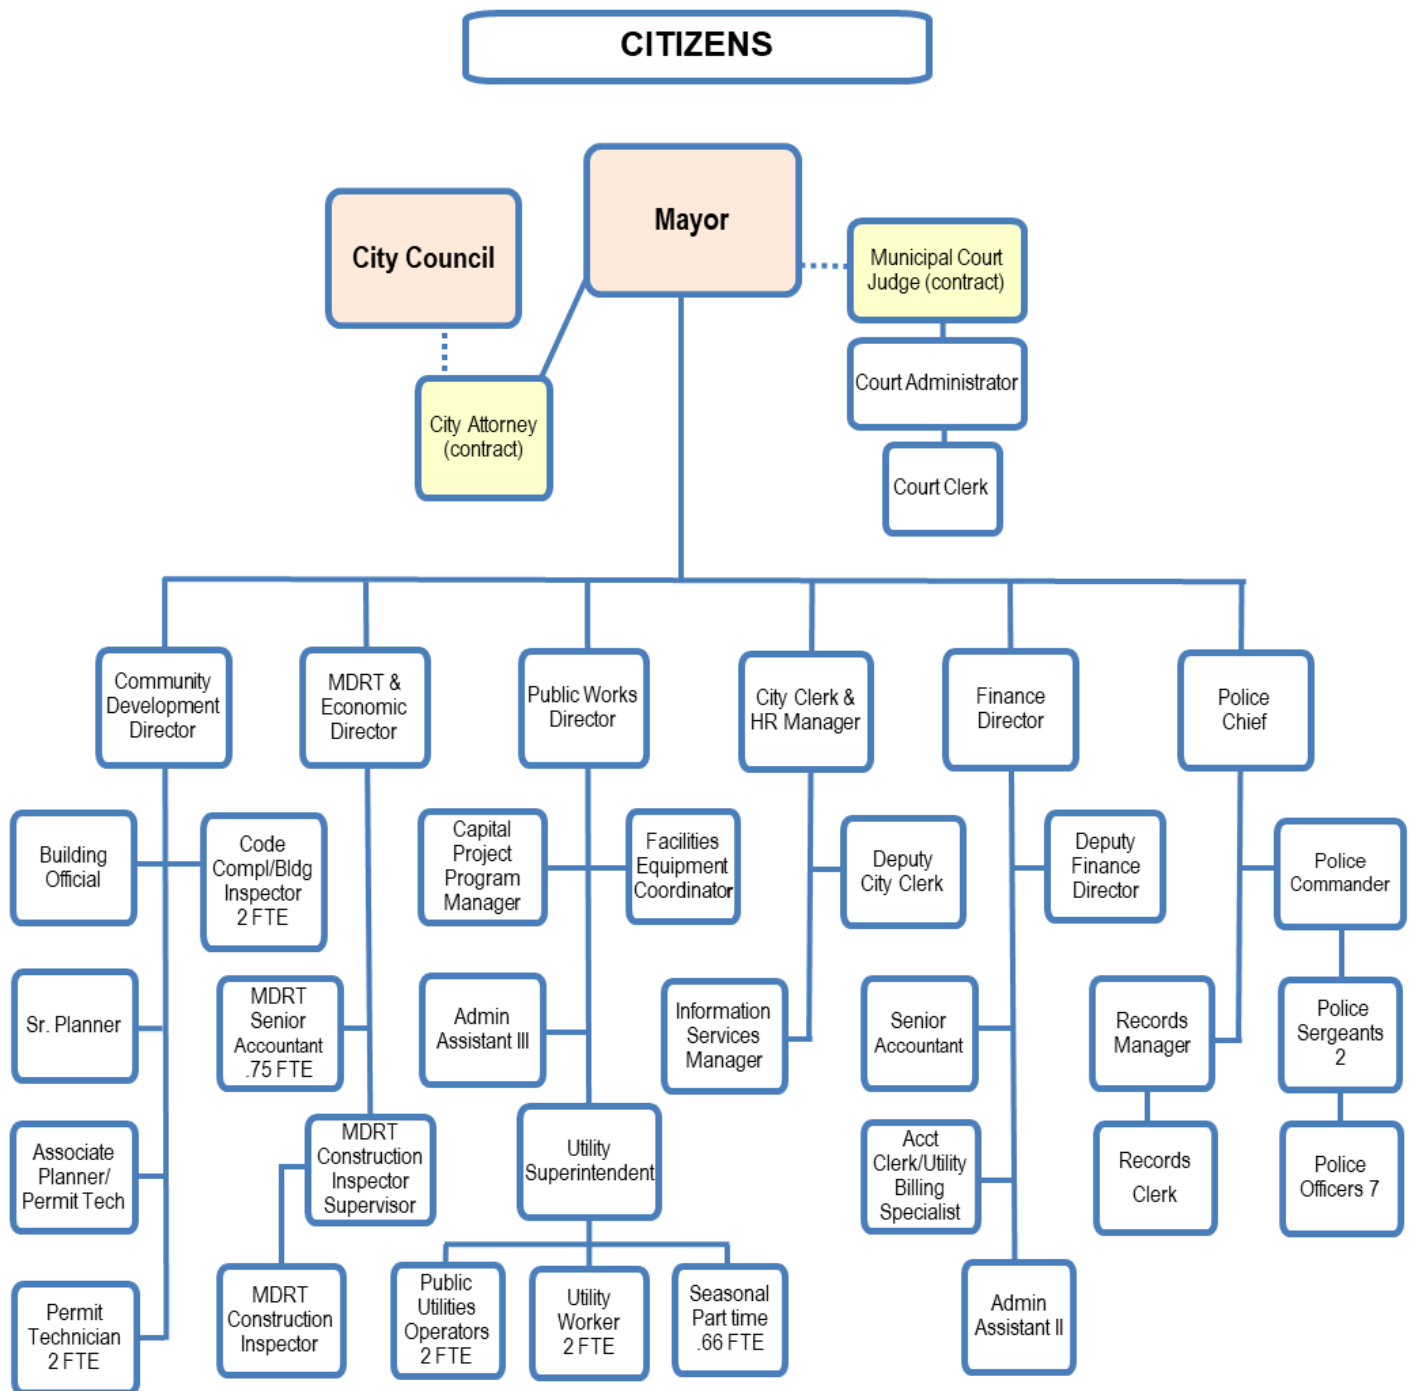 CITIZENS
Mayor
City Council
Municipal Court
Judge (contract)
Court Administrator
City Attorney
(contract)
Court Clerk
Community
Development
Director
MDRT &
Economic
Director
Public Works
Director
City Clerk &
HR Manager
Finance
Director
Police
Chief
Building
Official
Code
Compl/Bldg
Inspector
2 FTE
Capital
Project
Program
Manager
Facilities
Equipment
Coordinator
Deputy
City Clerk
Deputy
Finance
Director
Police
Commander
Sr. Planner
MDRT
Senior
Accountant
.75 FTE
Admin
Assistant III
Information
Services
Manager
Senior
Accountant
Records
Manager
Police
Sergeants
2
Associate
Planner/
Permit Tech
MDRT
Construction
Inspector
Supervisor
Utility
Superintendent
Acct
Clerk/Utility
Billing
Specialist
Records
Clerk
Police
Officers 7
Permit
Technician
2 FTE
MDRT
Construction
Inspector
Public
Utilities
Operators
2 FTE
Utility
Worker
2 FTE
Seasonal
Part time
.66 FTE
Admin
Assistant II